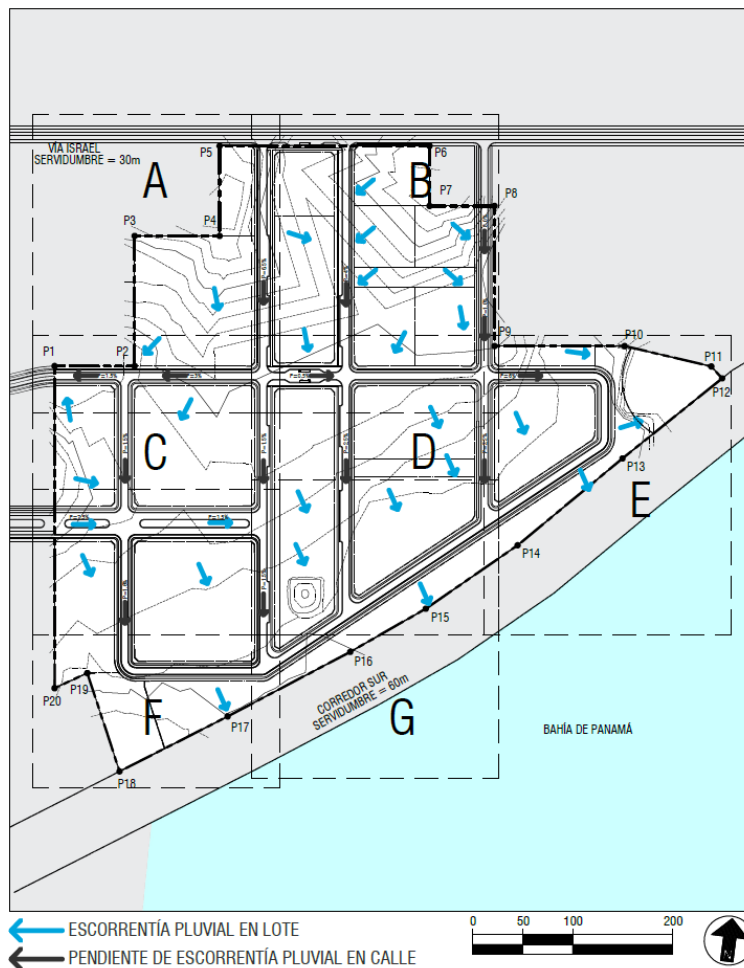 VÍA ISRAEL
SERVIDUMBRE = 30m
P5
P6
A
B
P7
P8
P3
P4
P1
P2
P9
P10
P11
P12
C
D
P13
E
P14
P15
P16
P19
P20
F
P17
CORREDOR SUR
SERVIDUMBRE = 60m
G
BAHÍA DE PANAMÁ
P18
ESCORRENTÍA PLUVIAL EN LOTE
PENDIENTE DE ESCORRENTÍA PLUVIAL EN CALLE
0 50 100 200
N